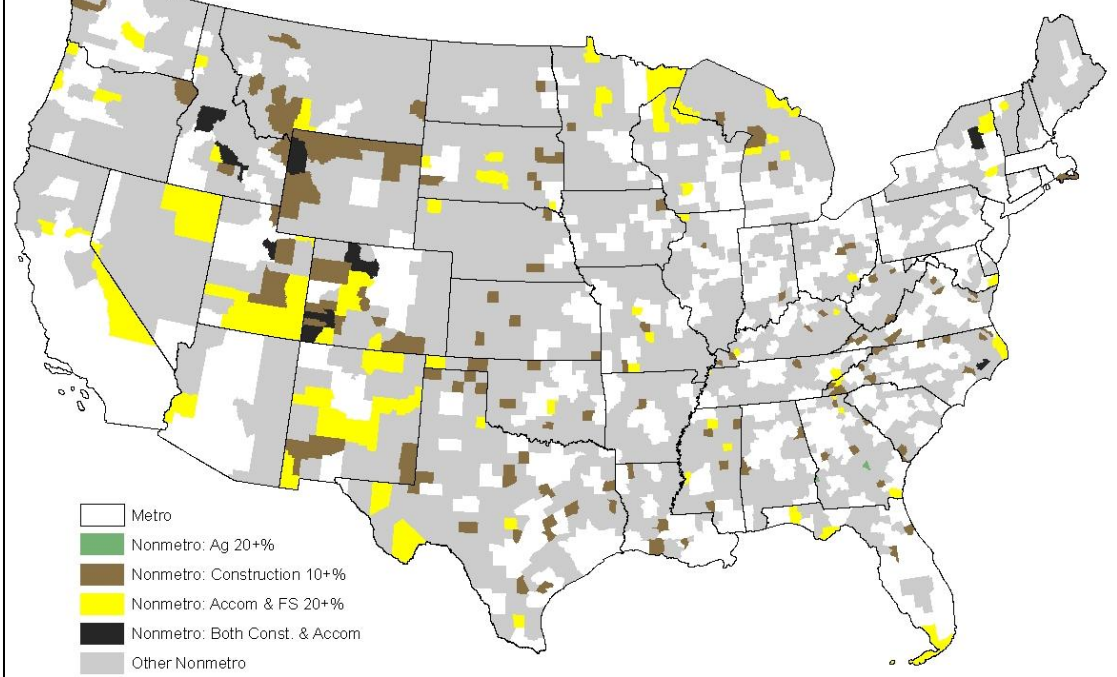 Metro
Nonmetro: Ag 20+%
Nonmetro: Construction 10+%
Nonmetro: Accom & FS 20+%
Nonmetro: Both Const. & Accom
Other Nonmetro